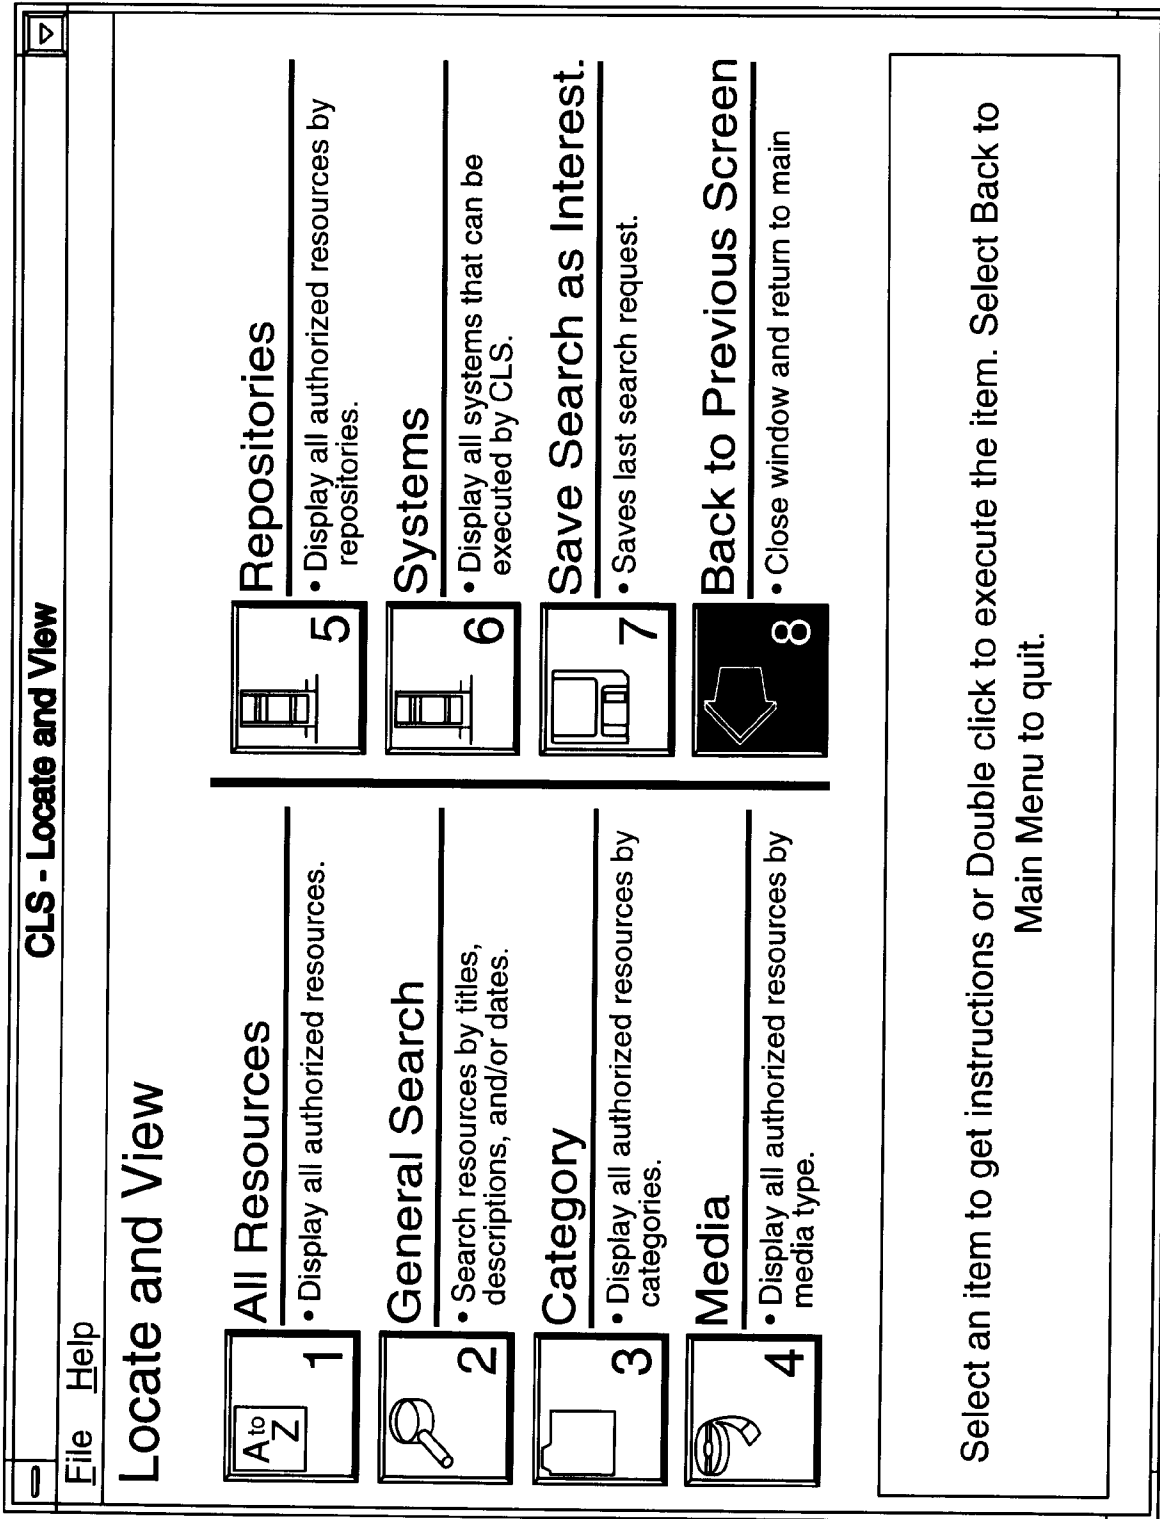 CLS - Locate and View
File Help
Locate and View
A to
Z
1
All Resources
• Display all authorized resources.
2
General Search
• Search resources by titles,
descriptions, and/or dates.
3
Category
• Display all authorized resources by
categories.
4
Media
• Display all authorized resources by
media type.
5
Repositories
• Display all authorized resources by
repositories.
6
Systems
• Display all systems that can be
executed by CLS.
7
Save Search as Interest.
• Saves last search request.
8
Back to Previous Screen
• Close window and return to main
Select an item to get instructions or Double click to execute the item. Select Back to
Main Menu to quit.